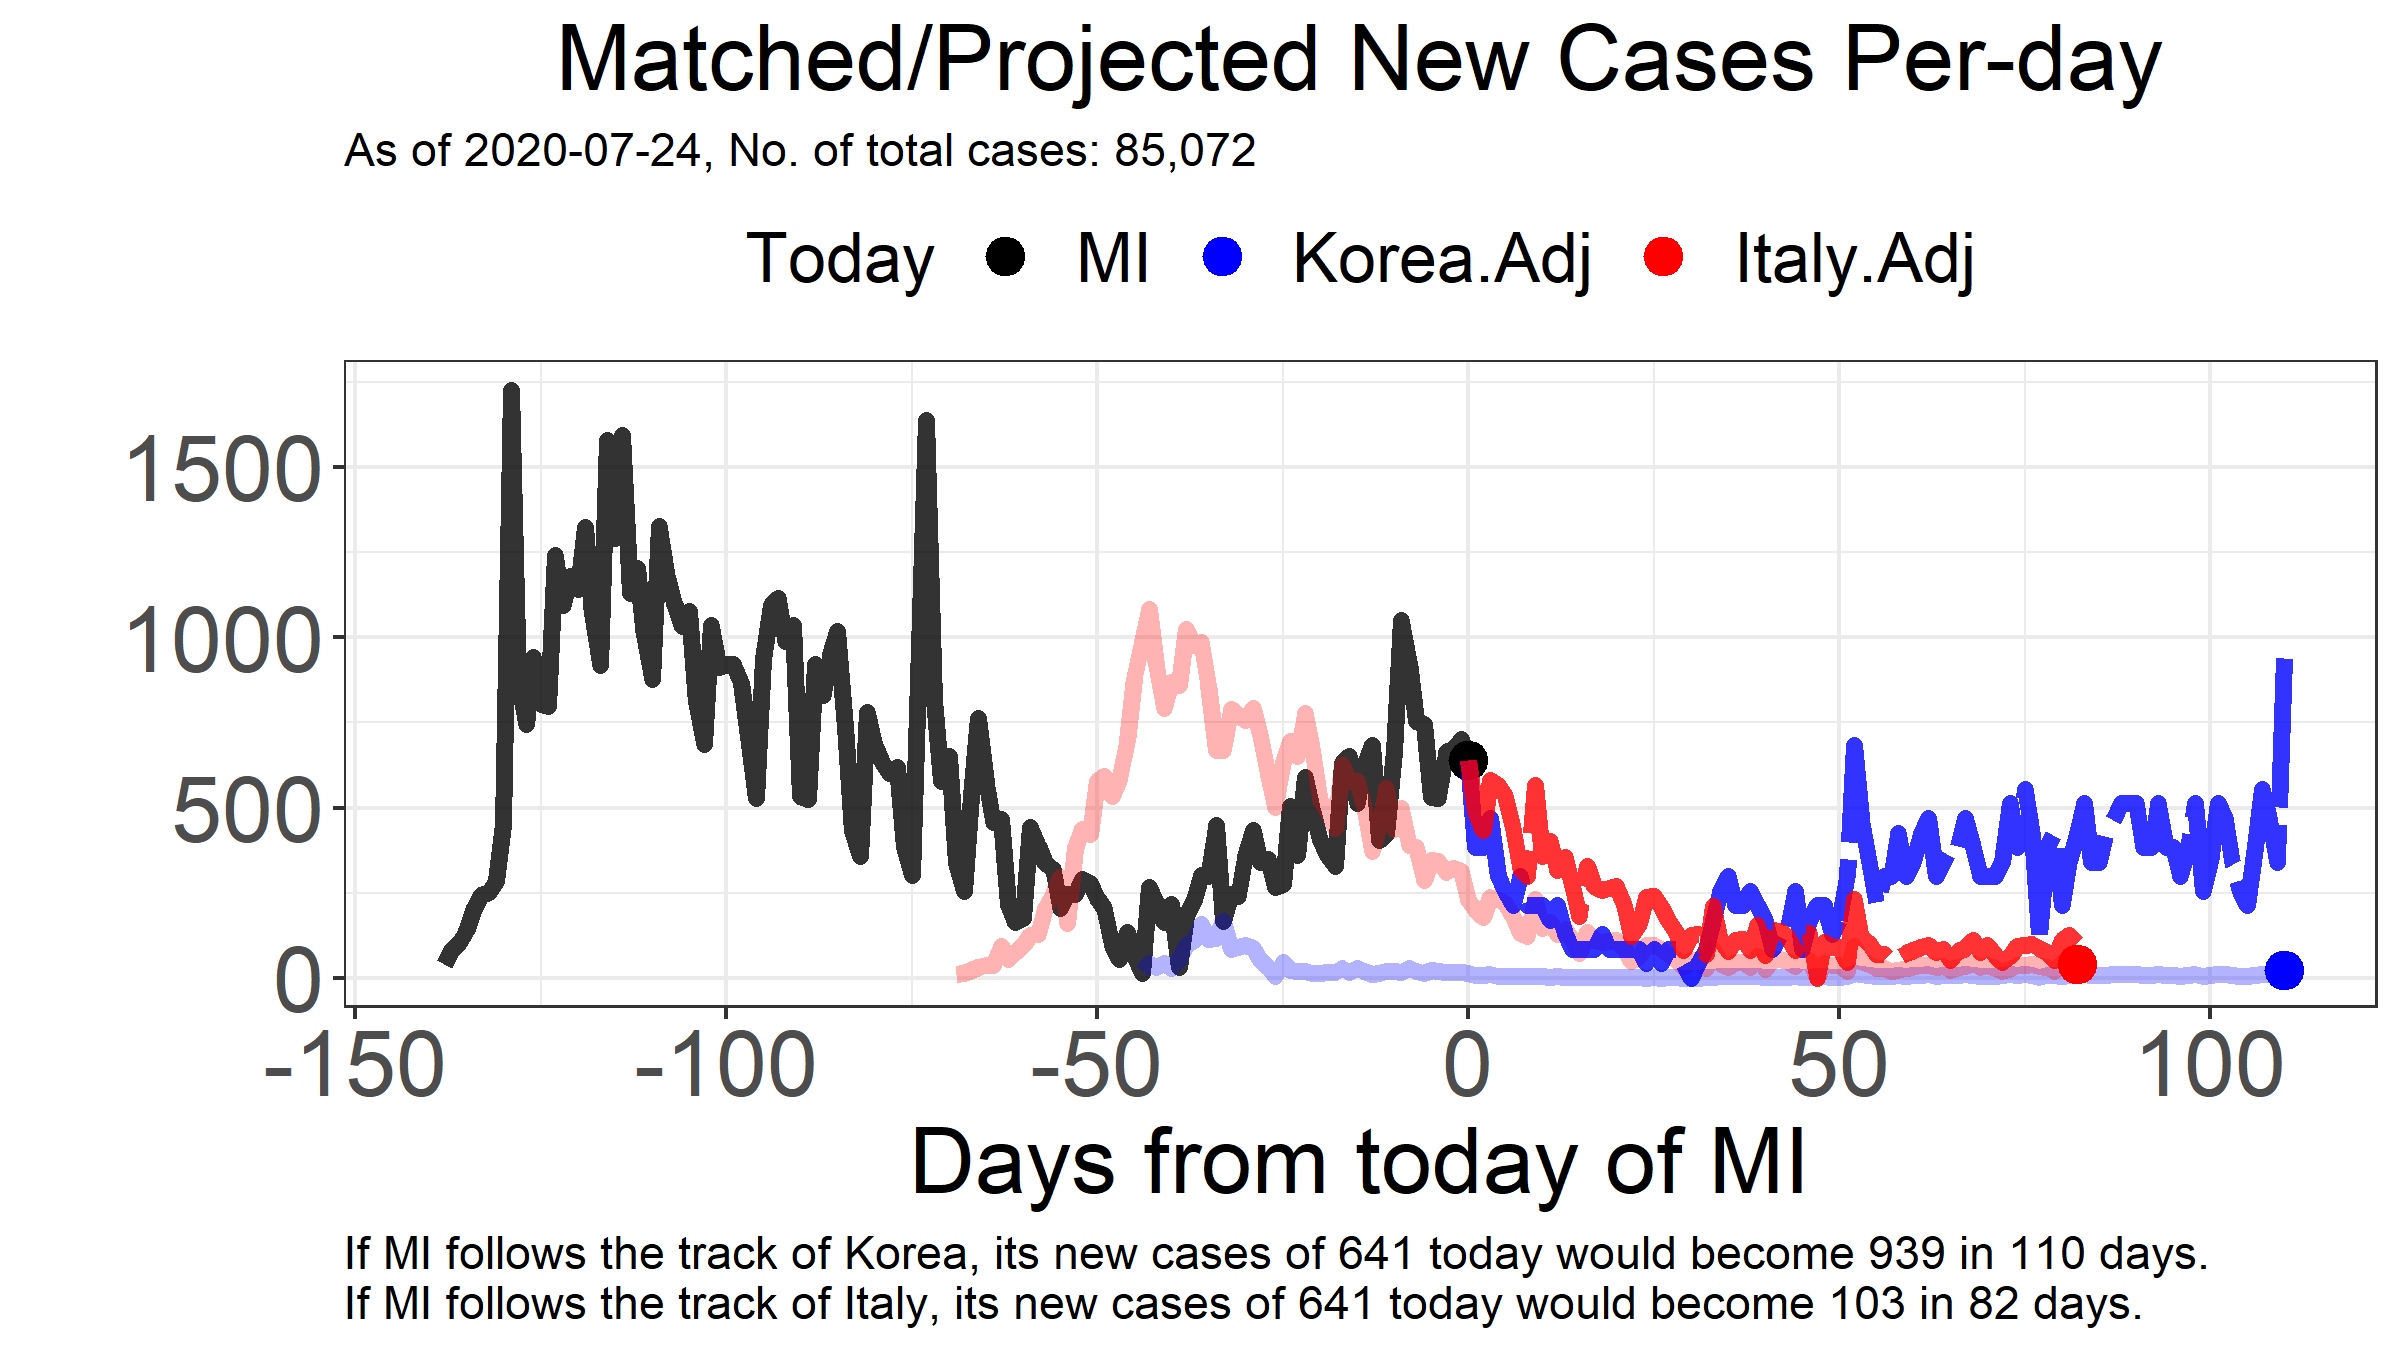 Matched/Projected New Cases Per-day
As of 2020-07-24, No. of total cases: 85,072
Today MI Korea.Adj Italy.Adj
1500
1000
500
0
-150 -100 -50 0 50 100
Days from today of MI
If MI follows the track of Korea, its new cases of 641 today would become 939 in 110 days.
If MI follows the track of Italy, its new cases of 641 today would become 103 in 82 days.